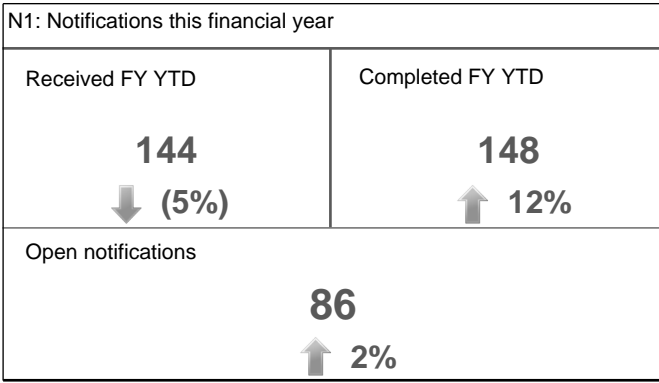 N1: Notifications this financial year
Received FY YTD
144
(5%)
Completed FY YTD
148
12%
Open notifications
86
2%